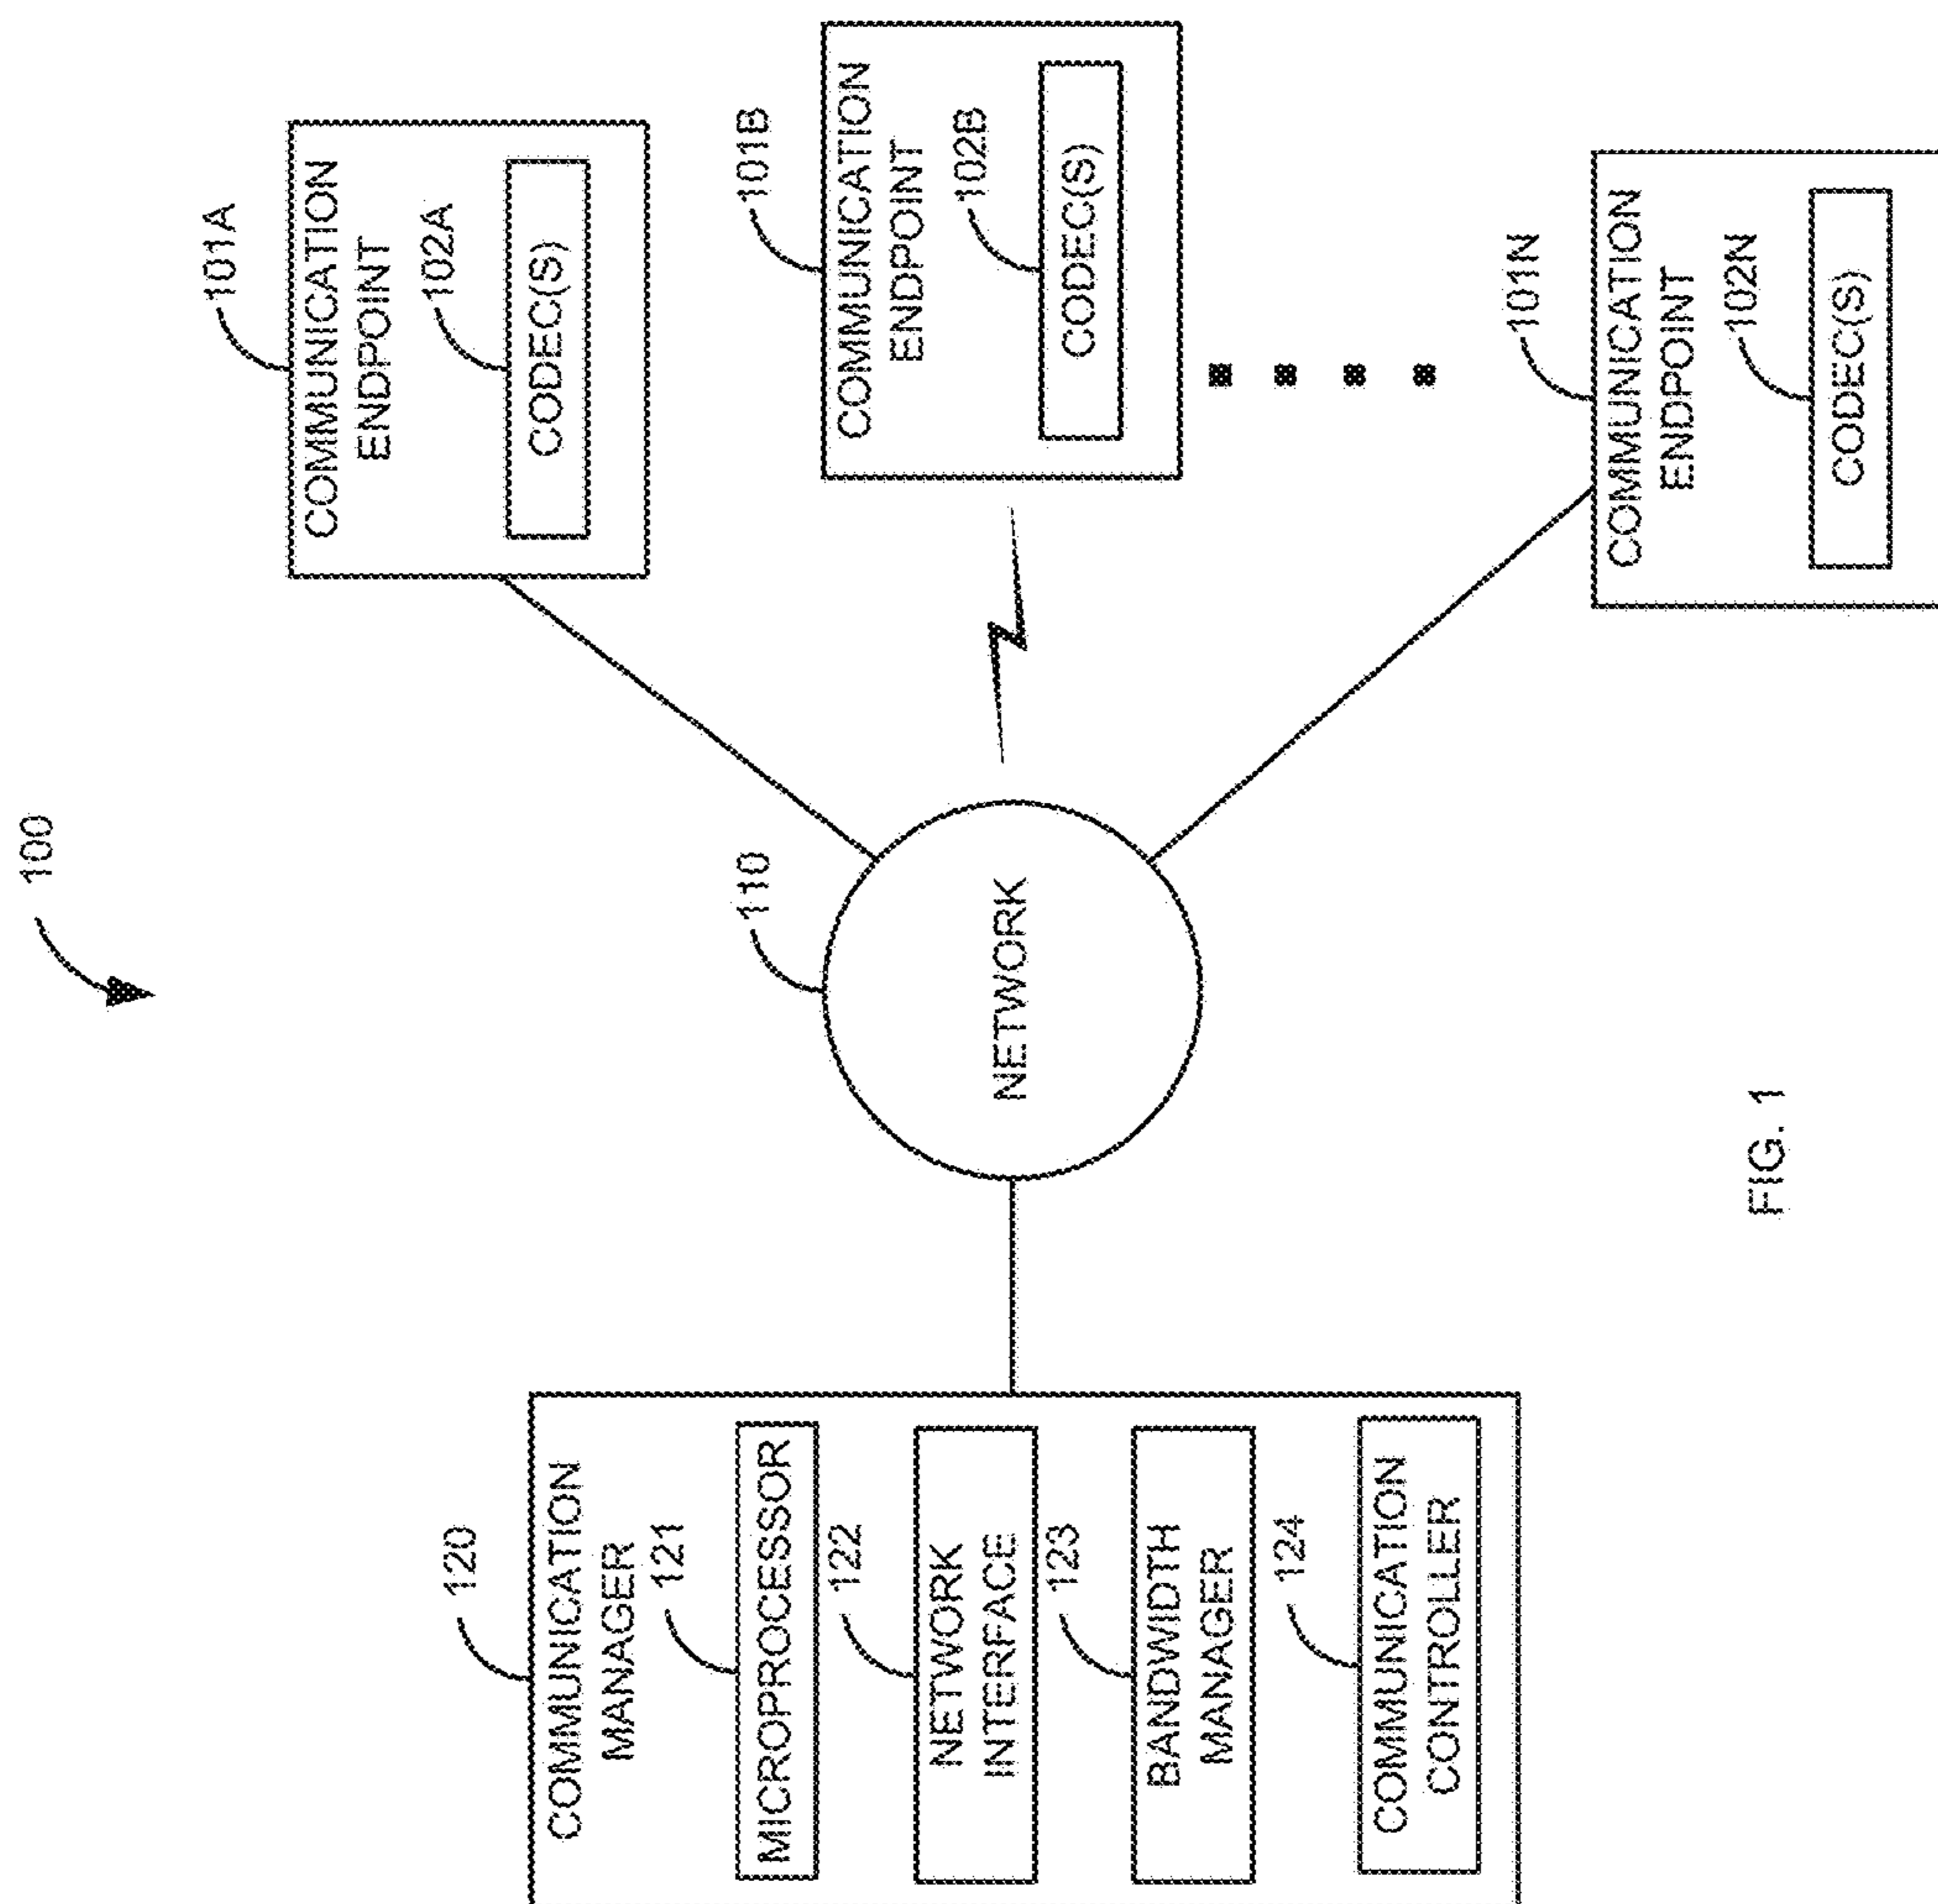 100
120
COMMUNICATION
MANAGER
121
MICROPROCESSOR
122
NETWORK
INTERFACE
123
BANDWIDTH
MANAGER
124
COMMUNICATION
CONTROLLER
110
NETWORK
101A
COMMUNICATION
ENDPOINT
102A
CODEC(S)
101B
COMMUNICATION
ENDPOINT
102B
CODEC(S)
101N
COMMUNICATION
ENDPOINT
102N
CODEC(S)
FIG. 1